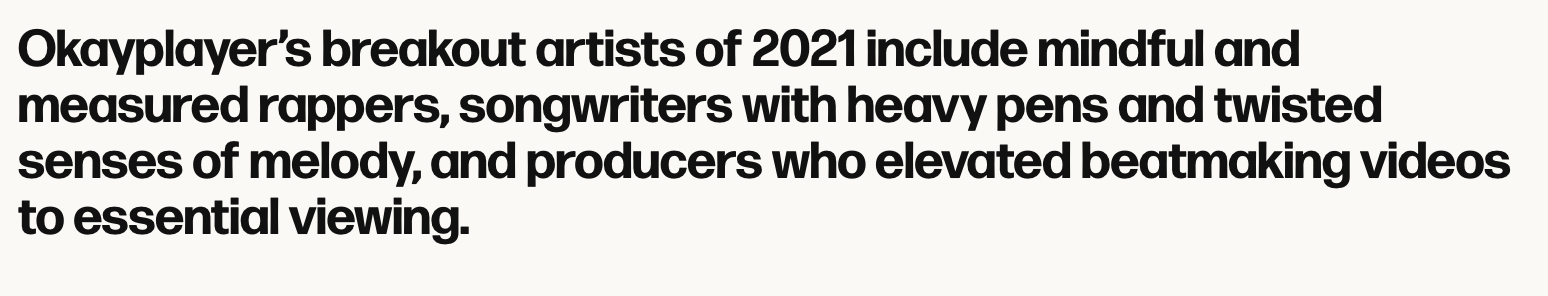 Okayplayer’s breakout artists of 2021 include mindful and
measured rappers, songwriters with heavy pens and twisted
senses of melody, and producers who elevated beatmaking videos
to essential viewing.